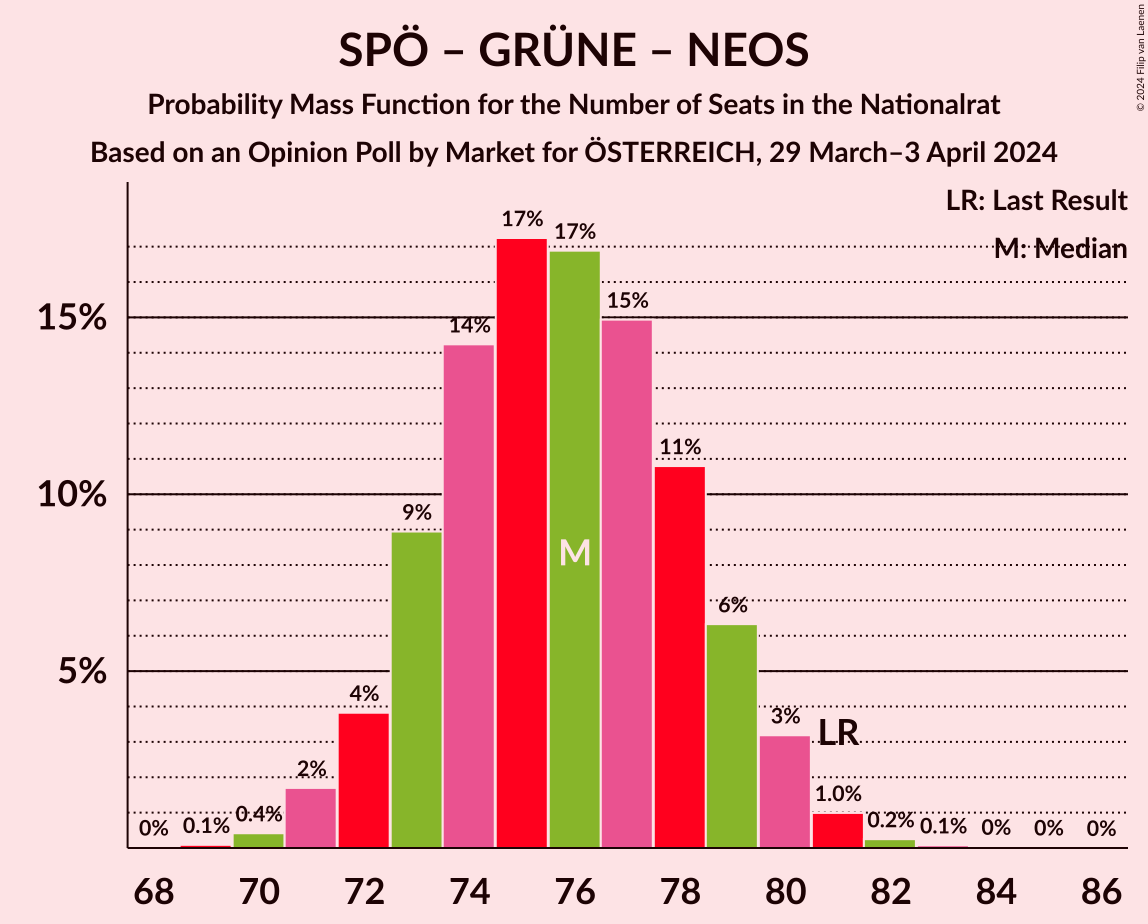 SPÖ – GRÜNE – NEOS
Probability Mass Function for the Number of Seats in the Nationalrat
Based on an Opinion Poll by Market for ÖSTERREICH, 29 March–3 April 2024
© 2024 Filip van Laenen
LR: Last Result
M: Median
15%
10%
5%
0%
0.1%
0.4%
2%
4%
9%
14%
17%
17%
15%
11%
6%
3%
1.0%
0.2%
0.1%
0%
0%
0%
M
LR
68 70 72 74 76 78 80 82 84 86